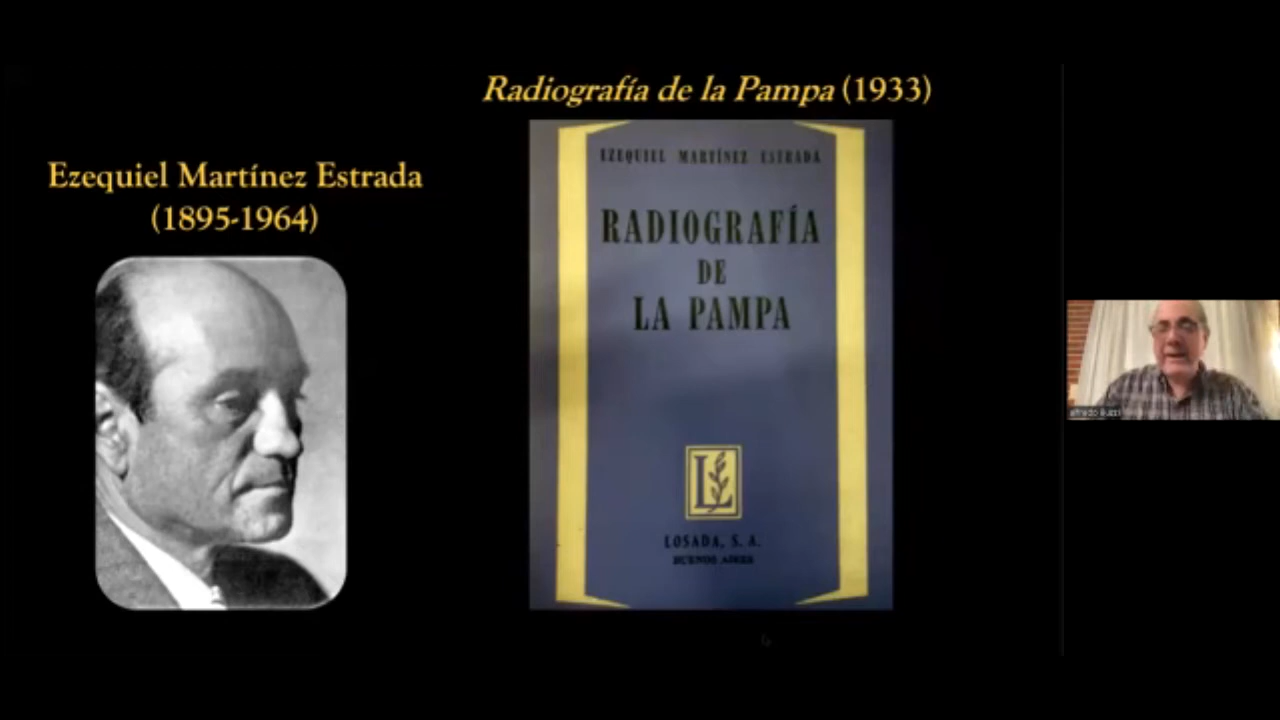 Radiografía de la Pampa (1933)
Ezequiel Martínez Estrada
(1895-1964)
EZEQUIEL MARTÍNEZ ESTRADA
RADIOGRAFÍA
DE
LA PAMPA
L
LOSADA, S. A.
BUENOS AIRES